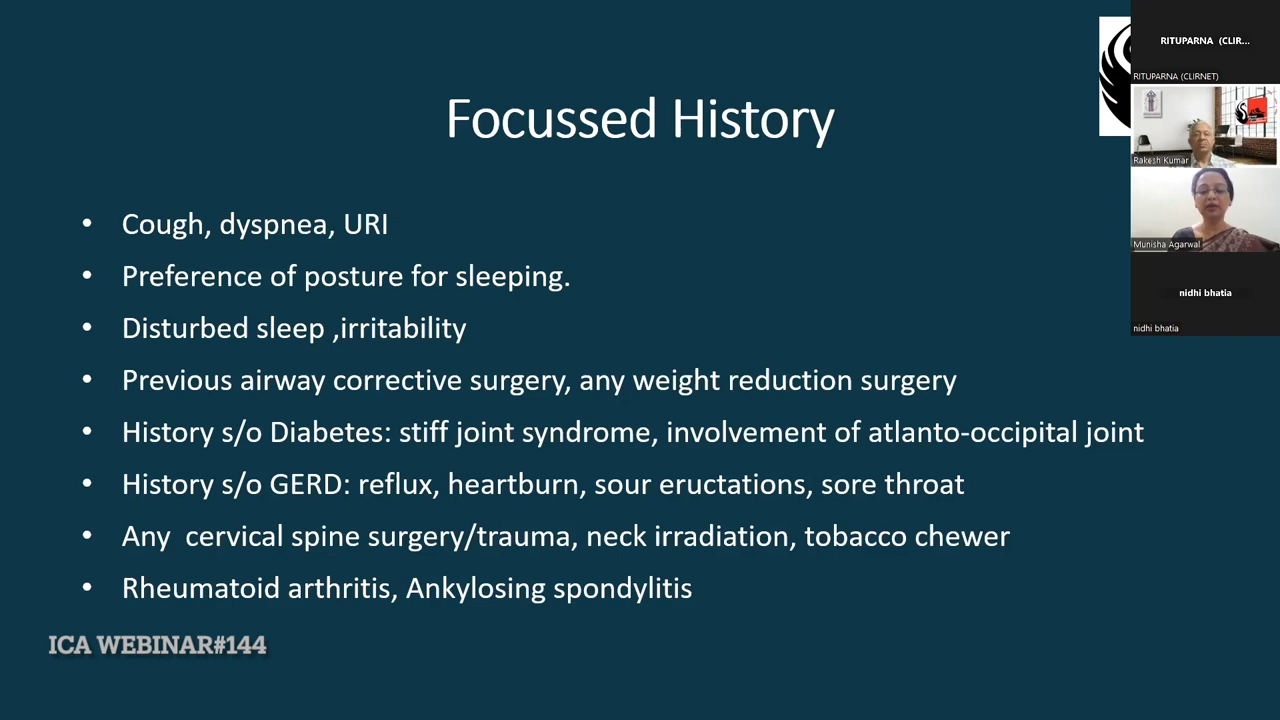 Focussed History
• Cough, dyspnea, URI
• Preference of posture for sleeping.
• Disturbed sleep ,irritability
• Previous airway corrective surgery, any weight reduction surgery
• History s/o Diabetes: stiff joint syndrome, involvement of atlanto-occipital joint
• History s/o GERD: reflux, heartburn, sour eructations, sore throat
• Any  cervical spine surgery/trauma, neck irradiation, tobacco chewer
• Rheumatoid arthritis, Ankylosing spondylitis
ICA WEBINAR#144
RITUPARNA (CLIR...
RITUPARNA (CLIRNET)
Rakesh Kumar
Munisha Agarwal
nidhi bhatia
nidhi bhatia